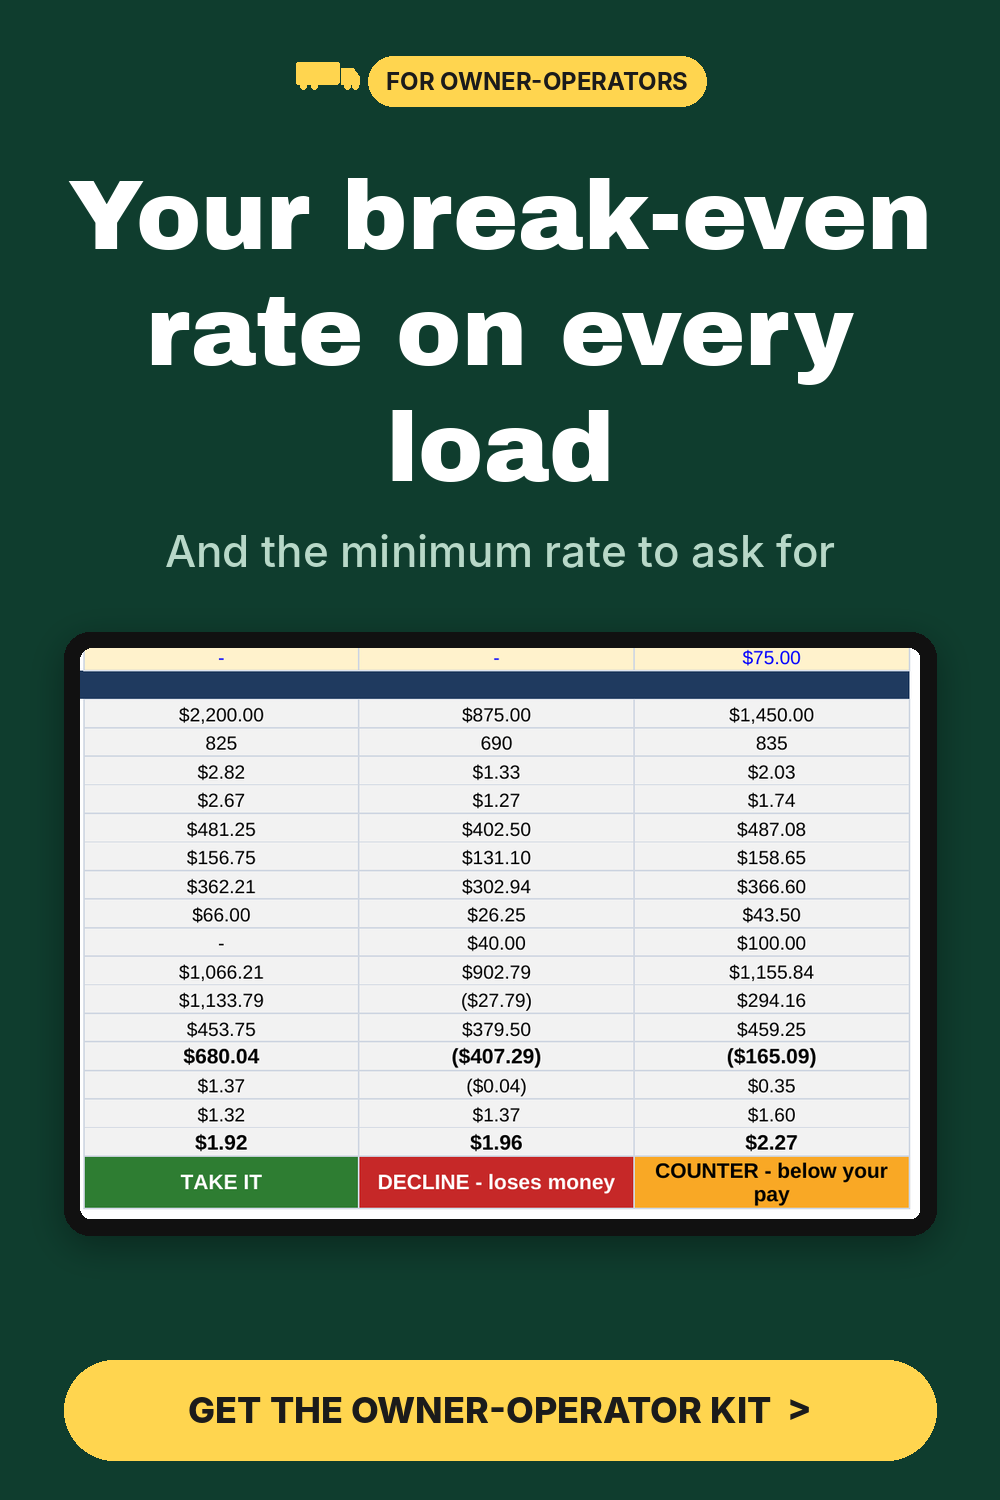 FOR OWNER-OPERATORS
Your break-even
rate on every
load
And the minimum rate to ask for
- - $75.00
$2,200.00 $875.00 $1,450.00
825 690 835
$2.82 $1.33 $2.03
$2.67 $1.27 $1.74
$481.25 $402.50 $487.08
$156.75 $131.10 $158.65
$362.21 $302.94 $366.60
$66.00 $26.25 $43.50
- $40.00 $100.00
$1,066.21 $902.79 $1,155.84
$1,133.79 ($27.79) $294.16
$453.75 $379.50 $459.25
$680.04 ($407.29) ($165.09)
$1.37 ($0.04) $0.35
$1.32 $1.37 $1.60
$1.92 $1.96 $2.27
TAKE IT DECLINE - loses money COUNTER - below your
pay
GET THE OWNER-OPERATOR KIT >